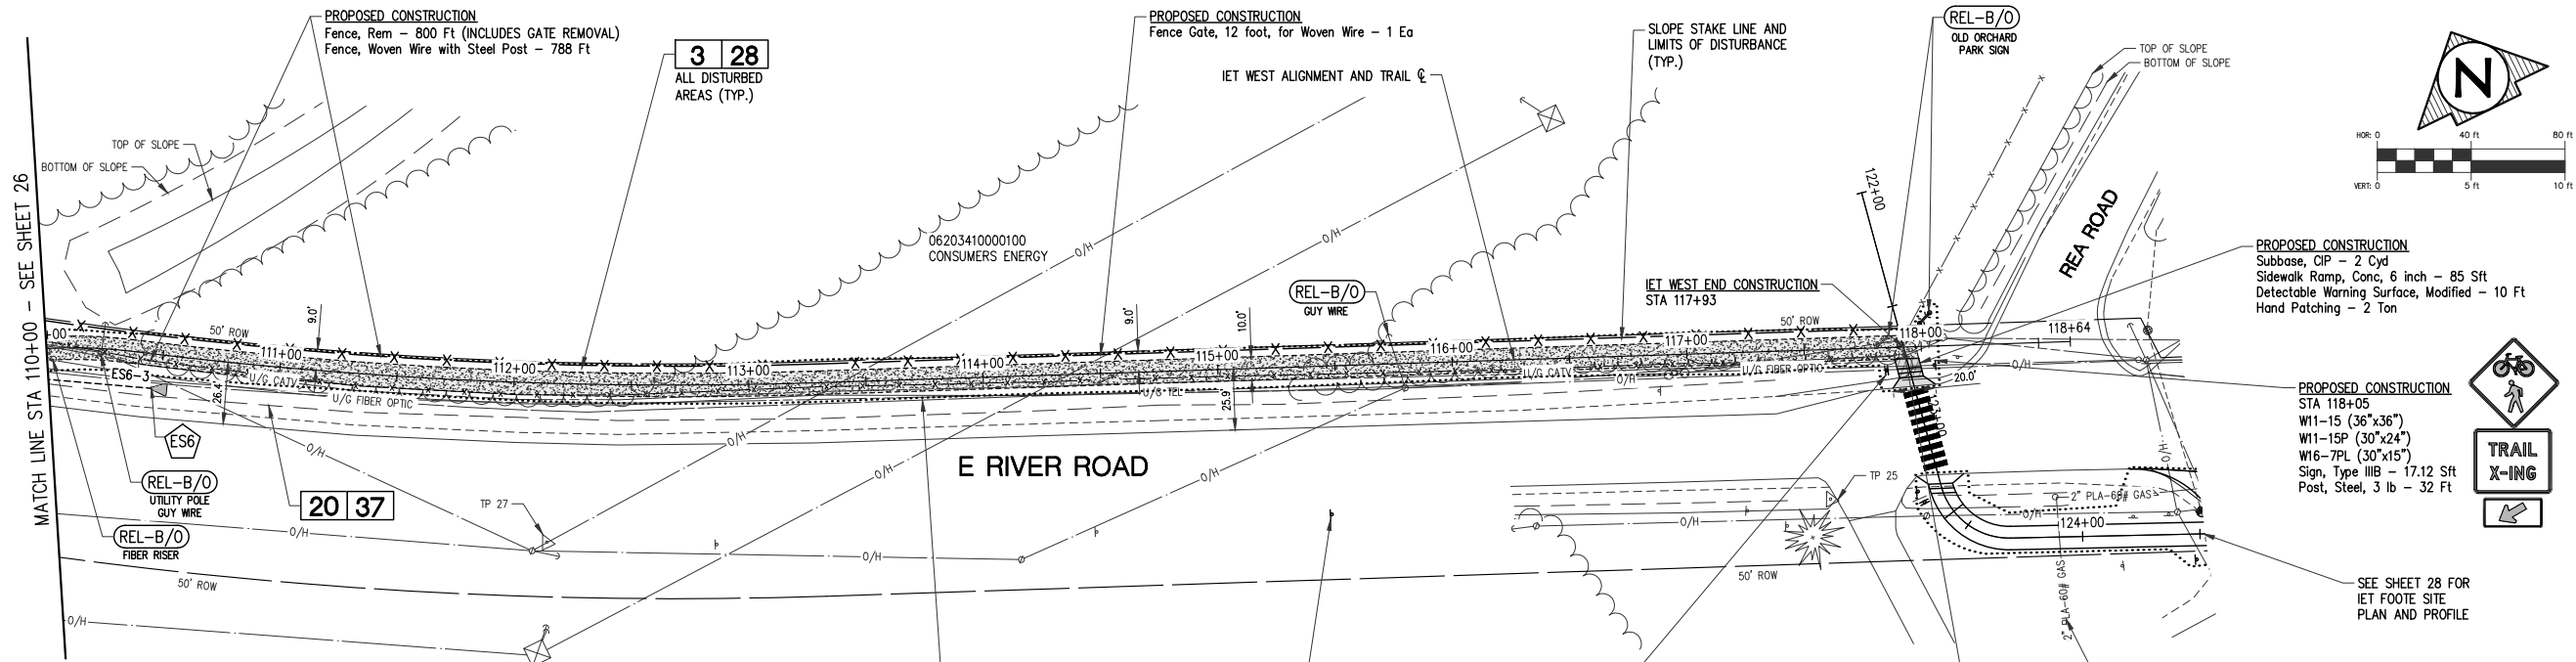 PROPOSED CONSTRUCTION
Fence, Rem - 800 Ft (INCLUDES GATE REMOVAL)
Fence, Woven Wire with Steel Post - 788 Ft
3 28
ALL DISTURBED
AREAS (TYP.)
PROPOSED CONSTRUCTION
Fence Gate, 12 foot, for Woven Wire - 1 Ea
IET WEST ALIGNMENT AND TRAIL ℄
SLOPE STAKE LINE AND
LIMITS OF DISTURBANCE
(TYP.)
REL-B/O
OLD ORCHARD
PARK SIGN
TOP OF SLOPE
BOTTOM OF SLOPE
N
HOR: 0 40 ft 80 ft
VERT: 0 5 ft 10 ft
MATCH LINE STA 110+00 - SEE SHEET 26
TOP OF SLOPE
BOTTOM OF SLOPE
06203410000100
CONSUMERS ENERGY
O/H
O/H
122+00
REA ROAD
PROPOSED CONSTRUCTION
Subbase, CIP - 2 Cyd
Sidewalk Ramp, Conc, 6 inch - 85 Sft
Detectable Warning Surface, Modified - 10 Ft
Hand Patching - 2 Ton
REL-B/O
GUY WIRE
IET WEST END CONSTRUCTION
STA 117+93
9.0'
9.0'
10.0'
50' ROW
50' ROW
+00
111+00
112+00
113+00
114+00
115+00
116+00
117+00
118+00
118+64
ES6-3
U/G CATV
26.4'
U/G FIBER OPTIC
U/G TEL
25.9'
U/G CATV
O/H
U/G FIBER OPTIC
20.0'
O/H
PROPOSED CONSTRUCTION
STA 118+05
W11-15 (36"x36")
W11-15P (30"x24")
W16-7PL (30"x15")
Sign, Type IIIB - 17.12 Sft
Post, Steel, 3 lb - 32 Ft
TRAIL
X-ING
ES6
O/H
O/H
O/H
O/H
O/H
E RIVER ROAD
REL-B/O
UTILITY POLE
GUY WIRE
20 37
TP 27
TP 25
REL-B/O
FIBER RISER
O/H
O/H
O/H
2" PLA-60# GAS
O/H
124+00
50' ROW
50' ROW
2" PLA-60# GAS
O/H
SEE SHEET 28 FOR
IET FOOTE SITE
PLAN AND PROFILE